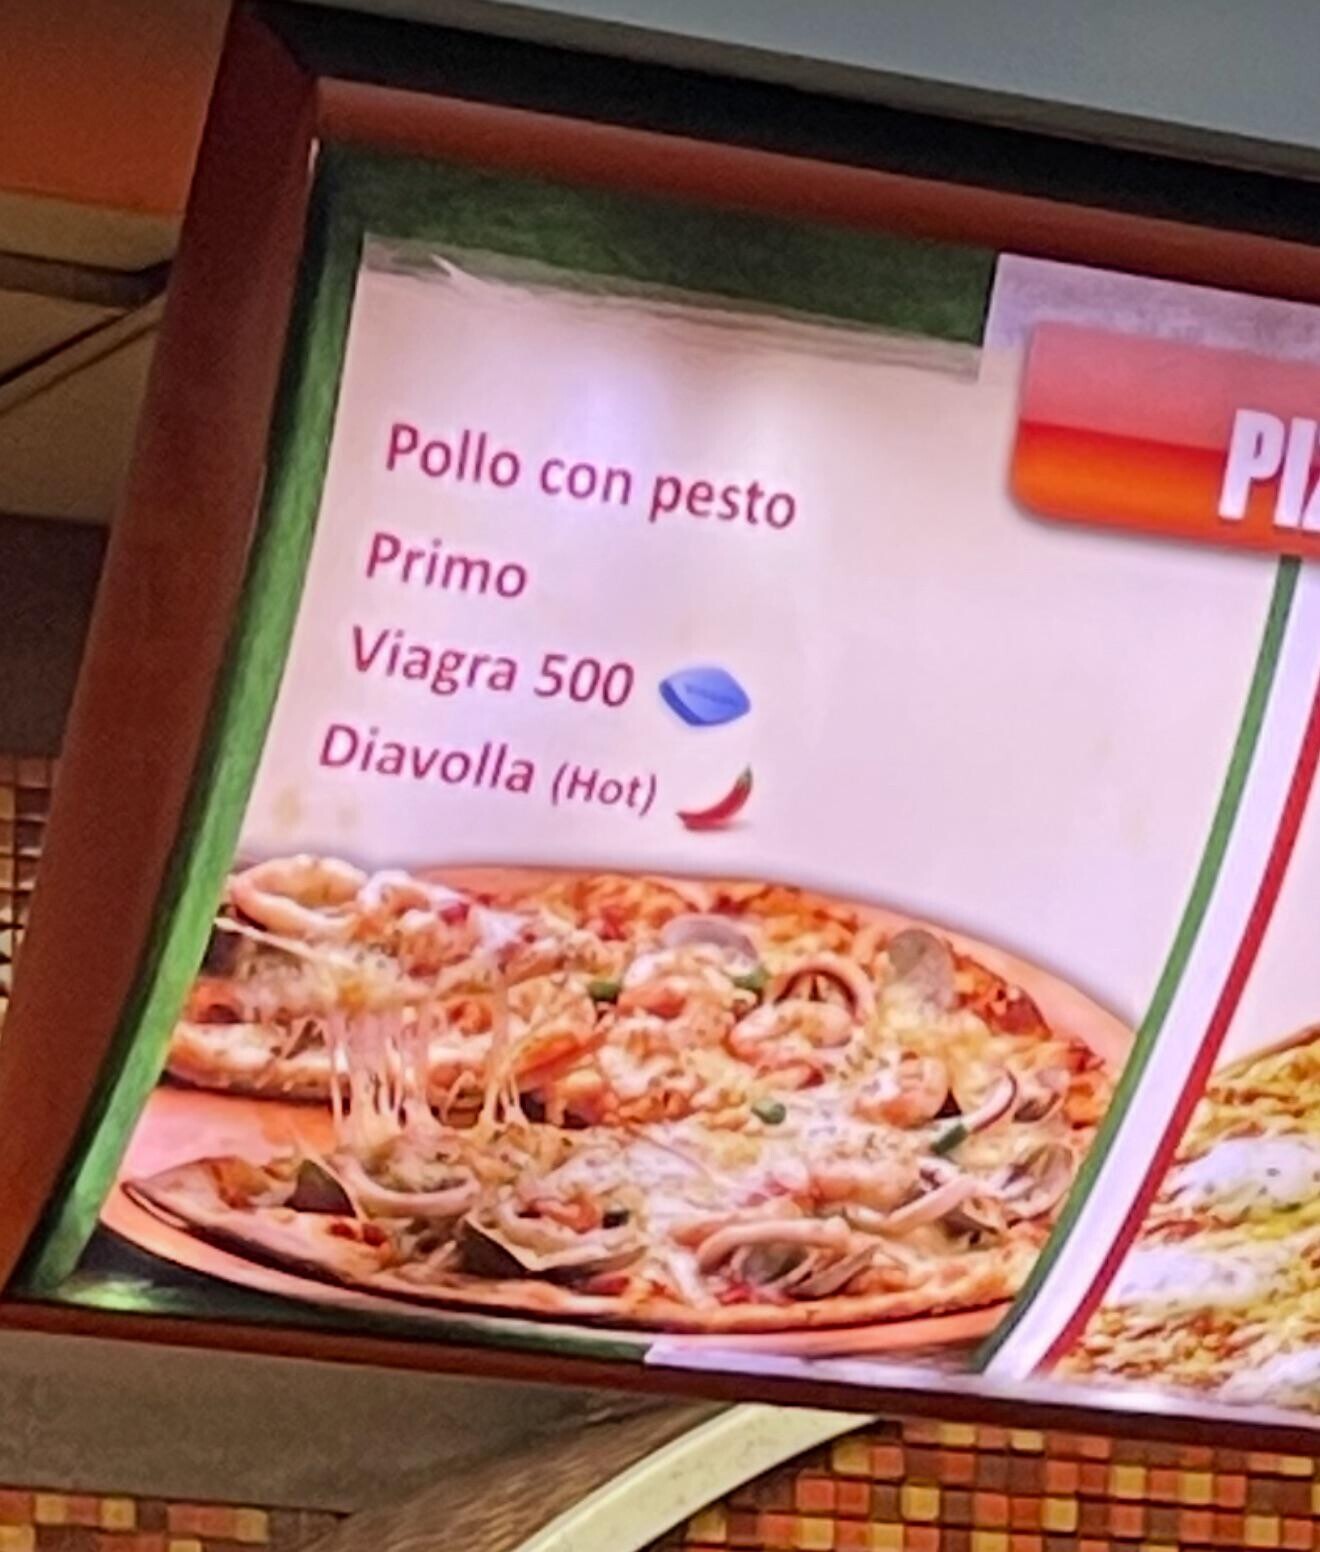 Pollo con pesto
Primo
Viagra 500
Diavolla (Hot)